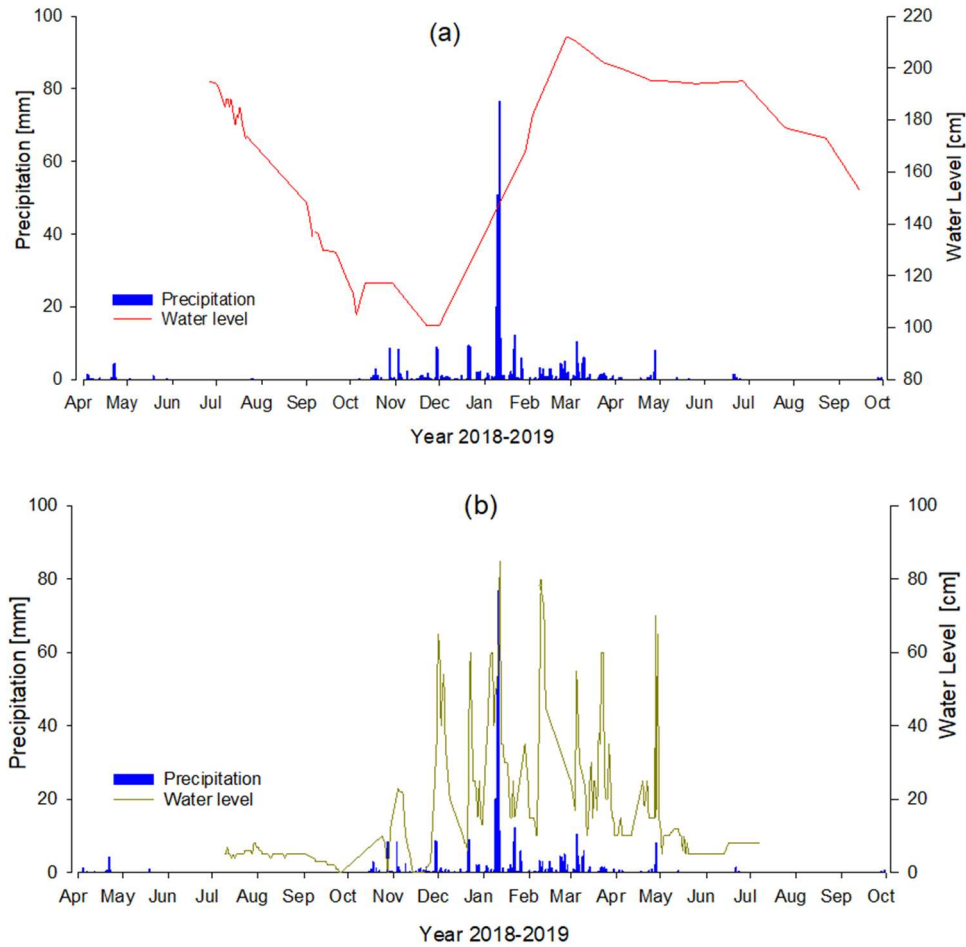 (a)
Precipitation [mm]
100
80
60
40
20
0
Water Level [cm]
220
200
180
160
140
120
100
80
Precipitation
Water level
Apr May Jun Jul Aug Sep Oct Nov Dec Jan Feb Mar Apr May Jun Jul Aug Sep Oct
Year 2018-2019
(b)
Precipitation [mm]
100
80
60
40
20
0
Water Level [cm]
100
80
60
40
20
0
Precipitation
Water level
Apr May Jun Jul Aug Sep Oct Nov Dec Jan Feb Mar Apr May Jun Jul Aug Sep Oct
Year 2018-2019